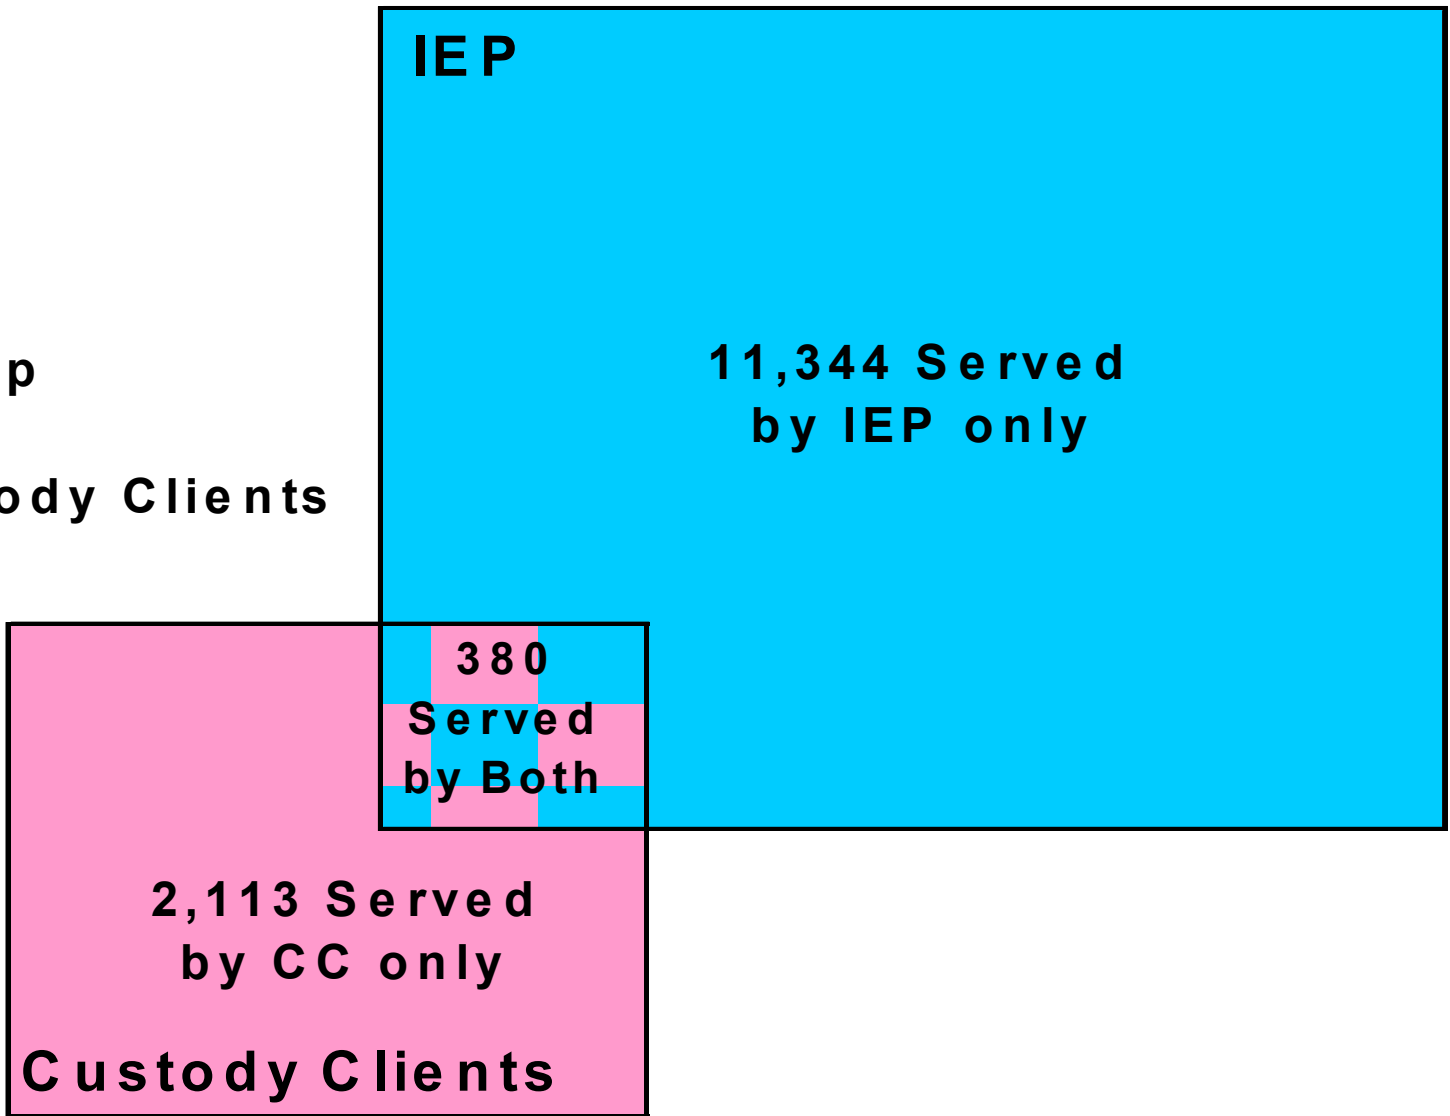 IEP
11,344 Served
by IEP only
p
ody Clients
380
Served
by Both
2,113 Served
by CC only
Custody Clients